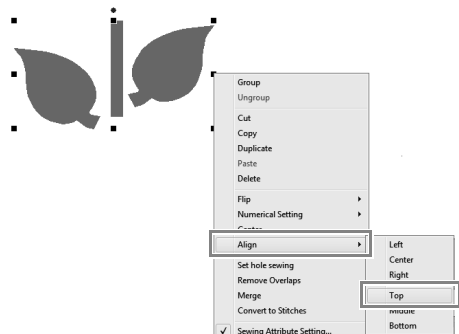 Group
Ungroup
Cut
Copy
Duplicate
Paste
Delete
Flip
Numerical Setting
Center
Align
Left
Center
Right
Set hole sewing
Remove Overlaps
Top
Merge
Middle
Convert to Stitches
Sewing Attribute Setting...
Bottom